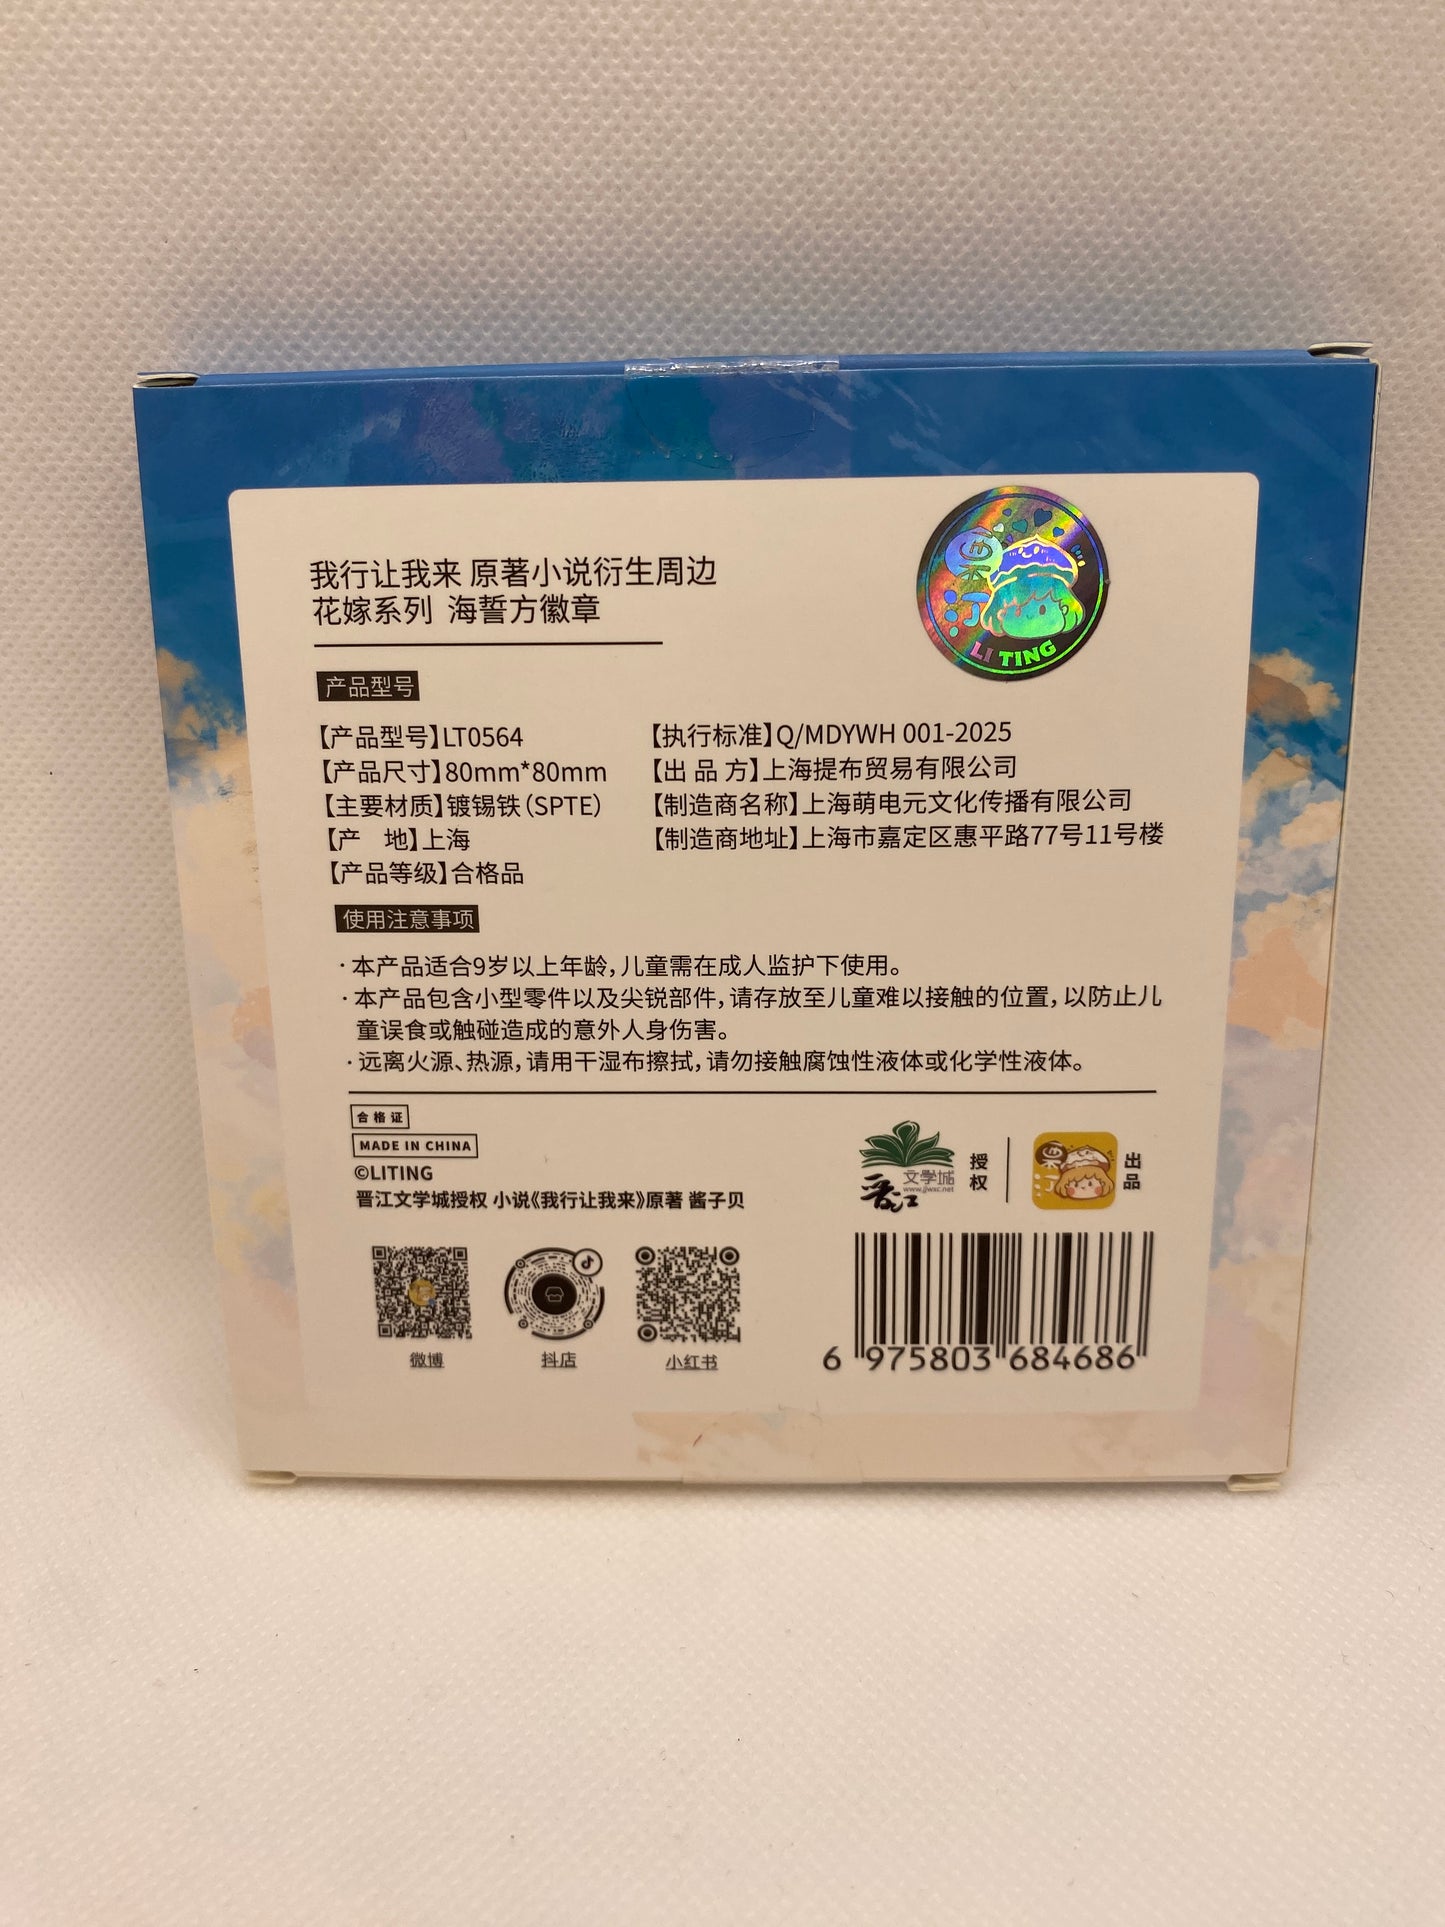 我行让我来 原著小说衍生周边
花嫁系列 海誓方徽章
果汀
LI TING
产品型号
【产品型号】LT0564
【产品尺寸】80mm*80mm
【主要材质】镀锡铁(SPTE)
【产 地】上海
【产品等级】合格品
【执行标准】Q/MDYWH 001-2025
【出 品 方】上海提布贸易有限公司
【制造商名称】上海萌电元文化传播有限公司
【制造商地址】上海市嘉定区惠平路77号11号楼
使用注意事项
·本产品适合9岁以上年龄,儿童需在成人监护下使用。
·本产品包含小型零件以及尖锐部件,请存放至儿童难以接触的位置,以防止儿
童误食或触碰造成的意外人身伤害。
·远离火源、热源,请用干湿布擦拭,请勿接触腐蚀性液体或化学性液体。
合格证
MADE IN CHINA
©LITING
晋江文学城授权 小说《我行让我来》原著 酱子贝
晋江
文学城
www.jjwxc.net
授权
果汀
出品
微博
抖店
小红书
6 975803 684686